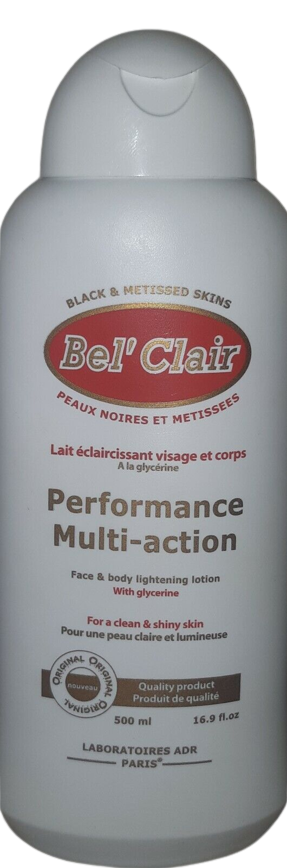 BLACK & METISSED SKINS
Bel' Clair
PEAUX NOIRES ET METISSEES
Lait éclaircissant visage et corps
A la glycérine
Performance
Multi-action
Face & body lightening lotion
With glycerine
For a clean & shiny skin
Pour une peau claire et lumineuse
ORIGINAL ORIGINAL
nouveau
ORIGINAL ORIGINAL
Quality product
Produit de qualité
500 ml 16.9 fl.oz
LABORATOIRES ADR
PARIS®